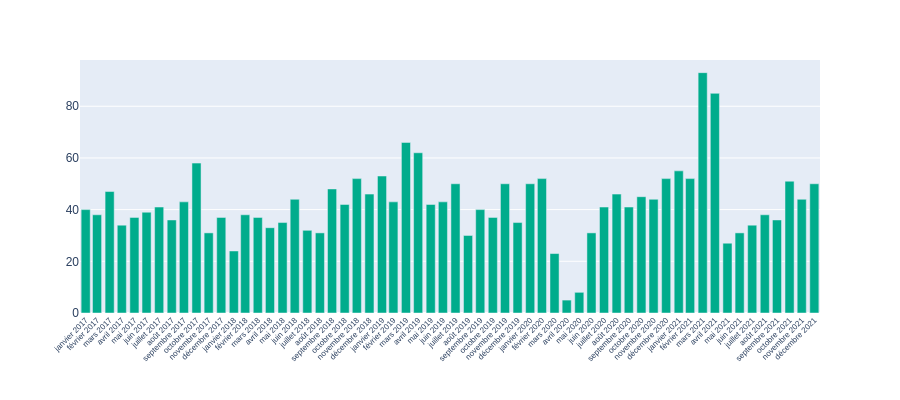 80
60
40
20
0
janvier 2017
février 2017
mars 2017
avril 2017
mai 2017
juin 2017
juillet 2017
août 2017
septembre 2017
octobre 2017
novembre 2017
décembre 2017
janvier 2018
février 2018
mars 2018
avril 2018
mai 2018
juin 2018
juillet 2018
août 2018
septembre 2018
octobre 2018
novembre 2018
décembre 2018
janvier 2019
février 2019
mars 2019
avril 2019
mai 2019
juin 2019
juillet 2019
août 2019
septembre 2019
octobre 2019
novembre 2019
décembre 2019
janvier 2020
février 2020
mars 2020
avril 2020
mai 2020
juin 2020
juillet 2020
août 2020
septembre 2020
octobre 2020
novembre 2020
décembre 2020
janvier 2021
février 2021
mars 2021
avril 2021
mai 2021
juin 2021
juillet 2021
août 2021
septembre 2021
octobre 2021
novembre 2021
décembre 2021